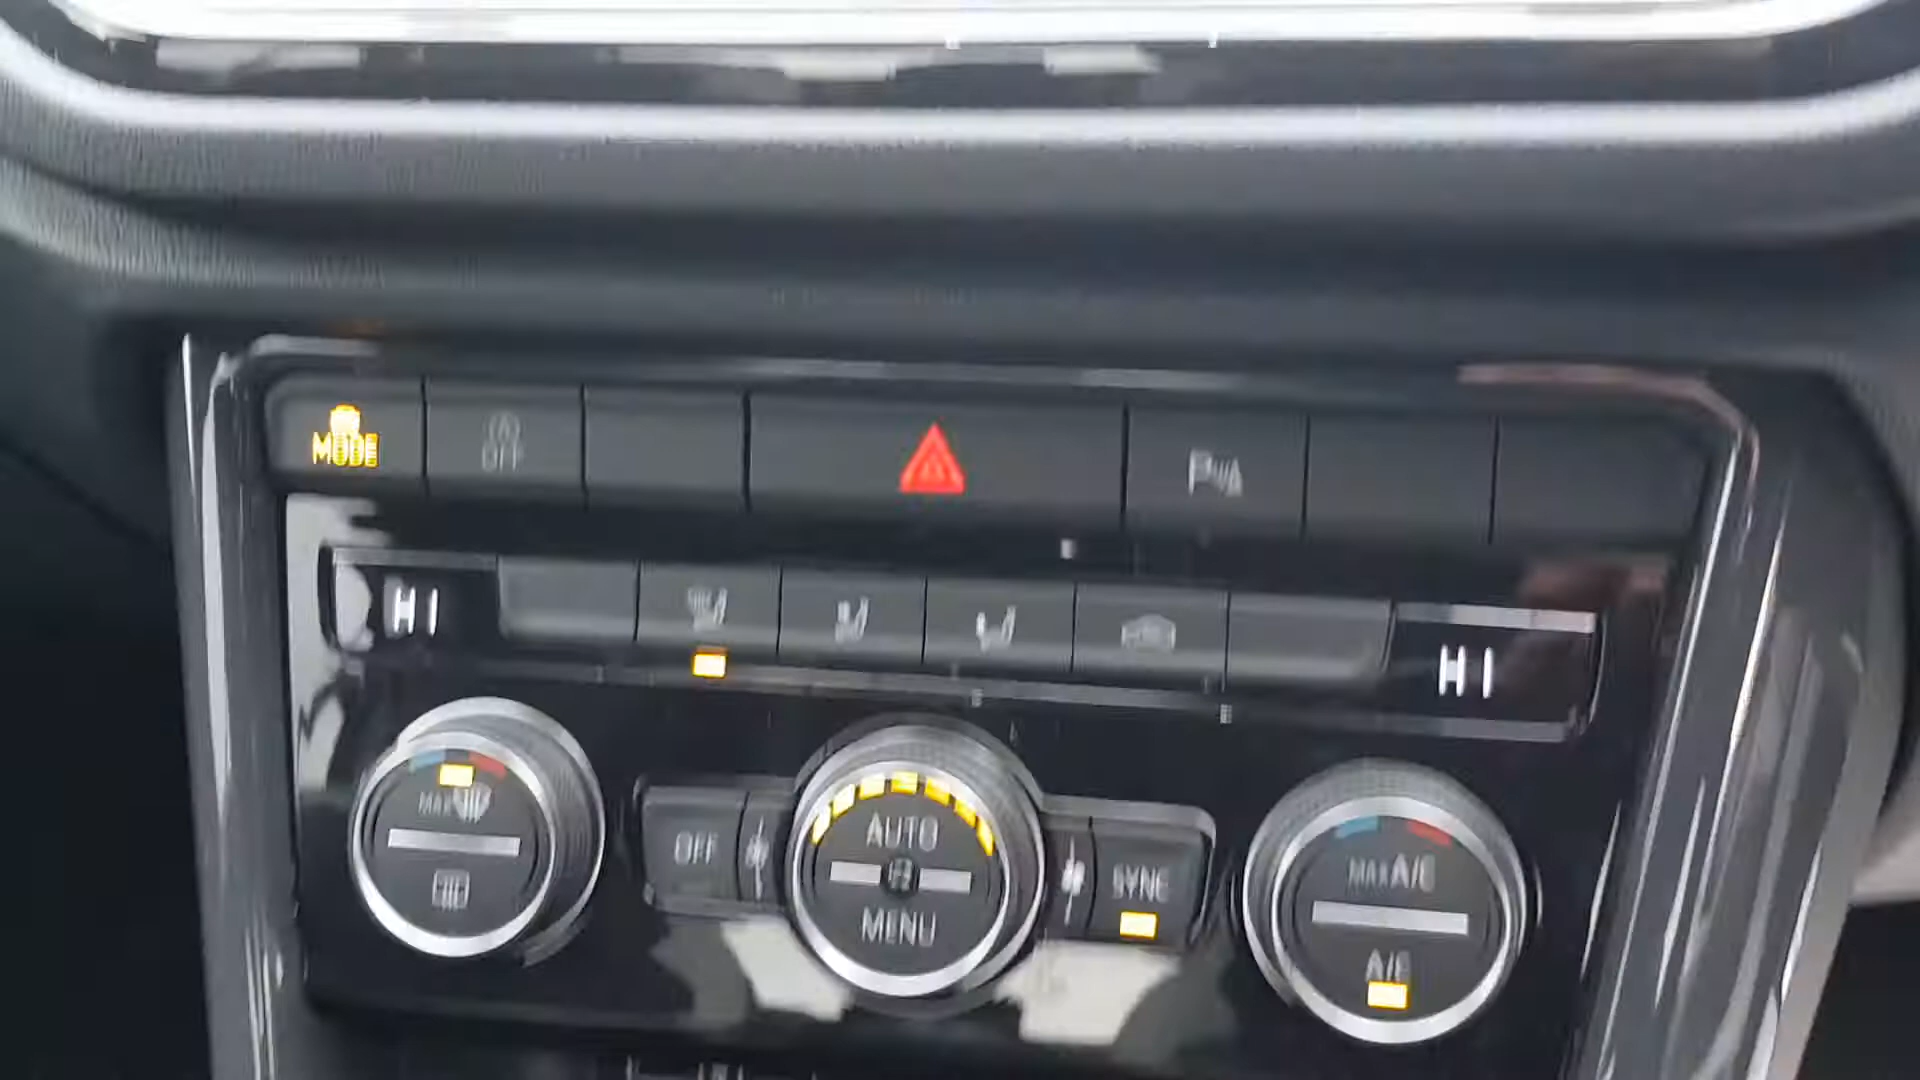 MODE
OFF
P
HI
HI
MAX
OFF
AUTO
MENU
SYNC
MAX A/C
A/C